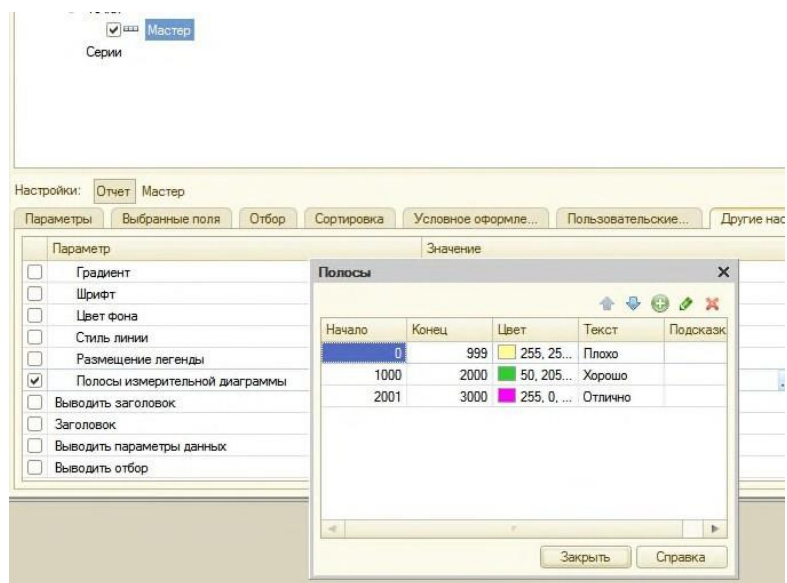 Мастер
Серии
Настройки: Отчет Мастер
Параметры Выбранные поля Отбор Сортировка Условное оформле... Пользовательские... Другие нас
Параметр Значение
Градиент
Шрифт
Цвет фона
Стиль линии
Размещение легенды
Полосы измерительной диаграммы
Выводить заголовок
Заголовок
Выводить параметры данных
Выводить отбор
Полосы
Начало Конец Цвет Текст Подсказк
0 999 255, 25... Плохо
1000 2000 50, 205... Хорошо
2001 3000 255, 0, ... Отлично
Закрыть Справка